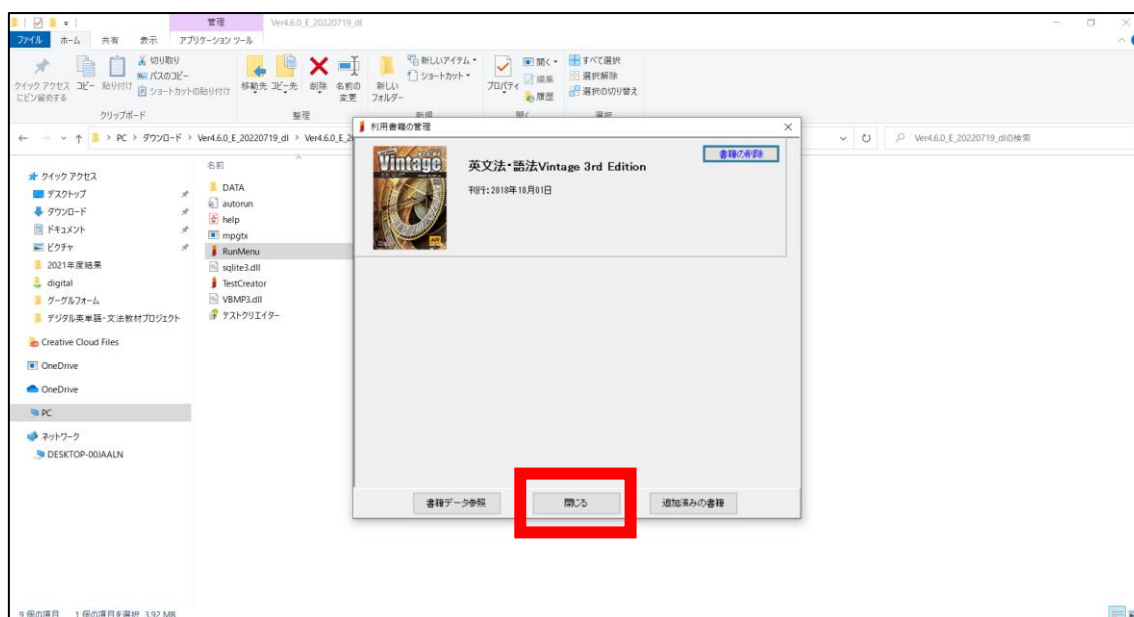 管理
Ver4.6.0_E_20220719_dl
ファイル ホーム 共有 表示 アプリケーション ツール
クイック アクセス
にピン留めする
コピー
貼り付け
切り取り
パスのコピー
ショートカットの貼り付け
クリップボード
移動先
コピー先
削除
名前の
変更
整理
新しい
フォルダー
新しいアイテム
ショートカット
新規
プロパティ
開く
編集
履歴
開く
すべて選択
選択解除
選択の切り替え
選択
PC > ダウンロード > Ver4.6.0_E_20220719_dl > Ver4.6.0_E_2
Ver4.6.0_E_20220719_dlの検索
クイック アクセス
デスクトップ
ダウンロード
ドキュメント
ピクチャ
2021年度結果
digital
グーグルフォーム
デジタル英単語・文法教材プロジェクト
Creative Cloud Files
OneDrive
OneDrive
PC
ネットワーク
DESKTOP-00JAALN
名前
DATA
autorun
help
mpgtx
RunMenu
sqlite3.dll
TestCreator
VBMP3.dll
テストクリエイター
利用書籍の管理
Vintage
AR
英文法・語法Vintage 3rd Edition
刊行：2018年10月01日
書籍の削除
書籍データ参照
閉じる
追加済みの書籍
9 個の項目 1 個の項目を選択 3.92 MB